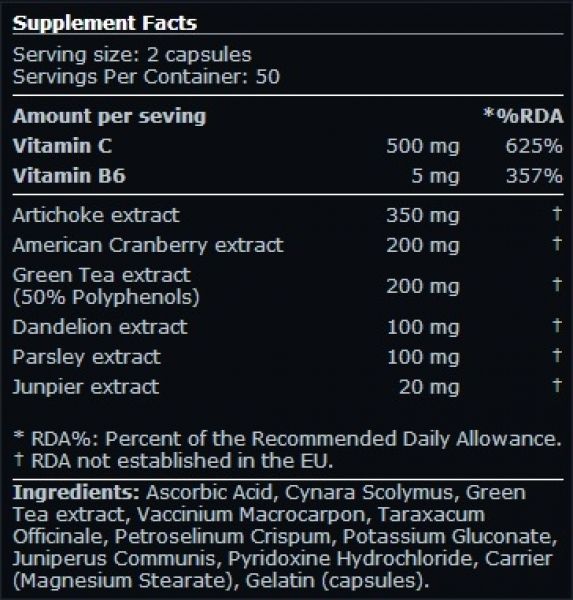 Supplement Facts
Serving size: 2 capsules
Servings Per Container: 50
Amount per seving *%RDA
Vitamin C 500 mg 625%
Vitamin B6 5 mg 357%
Artichoke extract 350 mg †
American Cranberry extract 200 mg †
Green Tea extract
(50% Polyphenols) 200 mg †
Dandelion extract 100 mg †
Parsley extract 100 mg †
Junpier extract 20 mg †
* RDA%: Percent of the Recommended Daily Allowance.
† RDA not established in the EU.
Ingredients: Ascorbic Acid, Cynara Scolymus, Green
Tea extract, Vaccinium Macrocarpon, Taraxacum
Officinale, Petroselinum Crispum, Potassium Gluconate,
Juniperus Communis, Pyridoxine Hydrochloride, Carrier
(Magnesium Stearate), Gelatin (capsules).